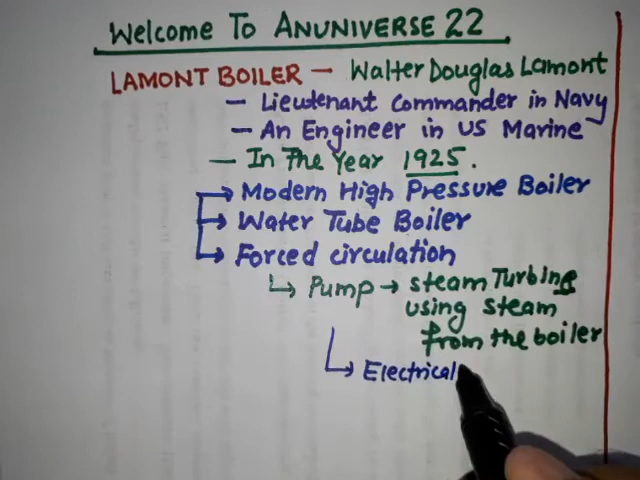 Welcome To ANUNIVERSE 22
LAMONT BOILER - Walter Douglas Lamont
- Lieutenant Commander in Navy
- An Engineer in US Marine
- In The Year 1925.
Modern High Pressure Boiler
Water Tube Boiler
Forced circulation
Pump → steam Turbine
using steam
from the boiler
Electrical